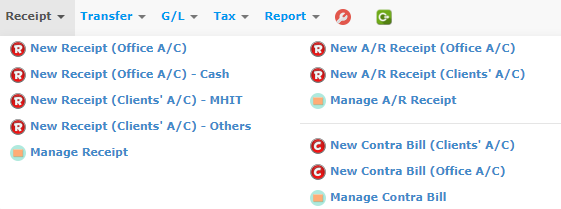 Receipt Transfer G/L Tax Report
New Receipt (Office A/C)
New Receipt (Office A/C) - Cash
New Receipt (Clients' A/C) - MHIT
New Receipt (Clients' A/C) - Others
Manage Receipt
New A/R Receipt (Office A/C)
New A/R Receipt (Clients' A/C)
Manage A/R Receipt
New Contra Bill (Clients' A/C)
New Contra Bill (Office A/C)
Manage Contra Bill